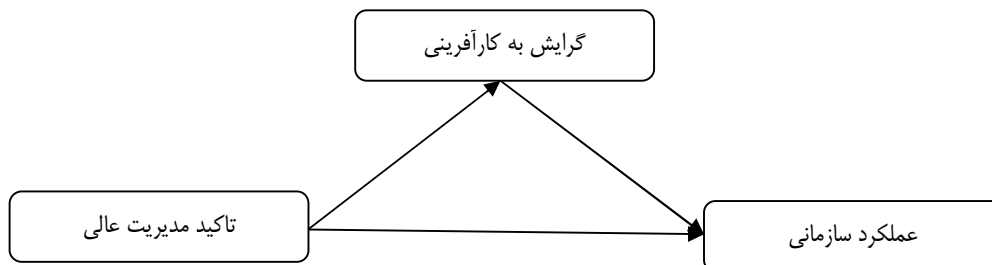 گرایش به کارآفرینی
تاکید مدیریت عالی
عملکرد سازمانی